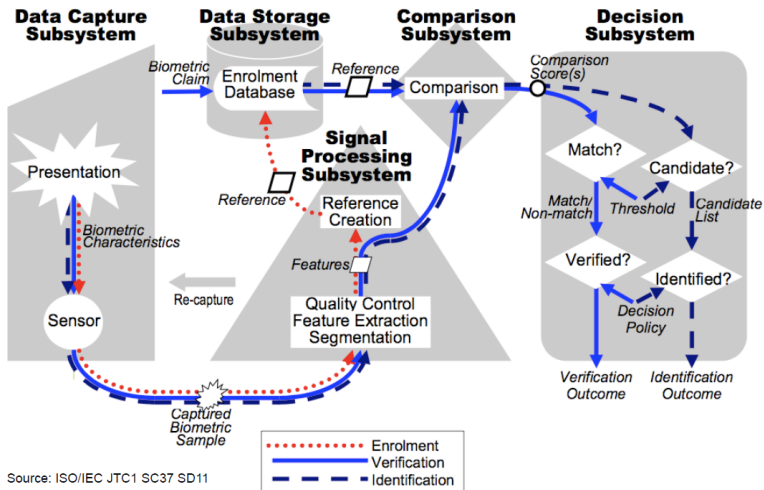 Data Capture
Subsystem
Data Storage
Subsystem
Comparison
Subsystem
Decision
Subsystem
Biometric
Claim
Enrolment
Database
Reference
Comparison
Comparison
Score(s)
Presentation
Biometric
Characteristics
Sensor
Reference
Signal
Processing
Subsystem
Reference
Creation
Features
Quality Control
Feature Extraction
Segmentation
Re-capture
Captured
Biometric
Sample
Match?
Candidate?
Match/
Non-match
Threshold
Candidate
List
Verified?
Identified?
Decision
Policy
Verification
Outcome
Identification
Outcome
Enrolment
Verification
Identification
Source: ISO/IEC JTC1 SC37 SD11